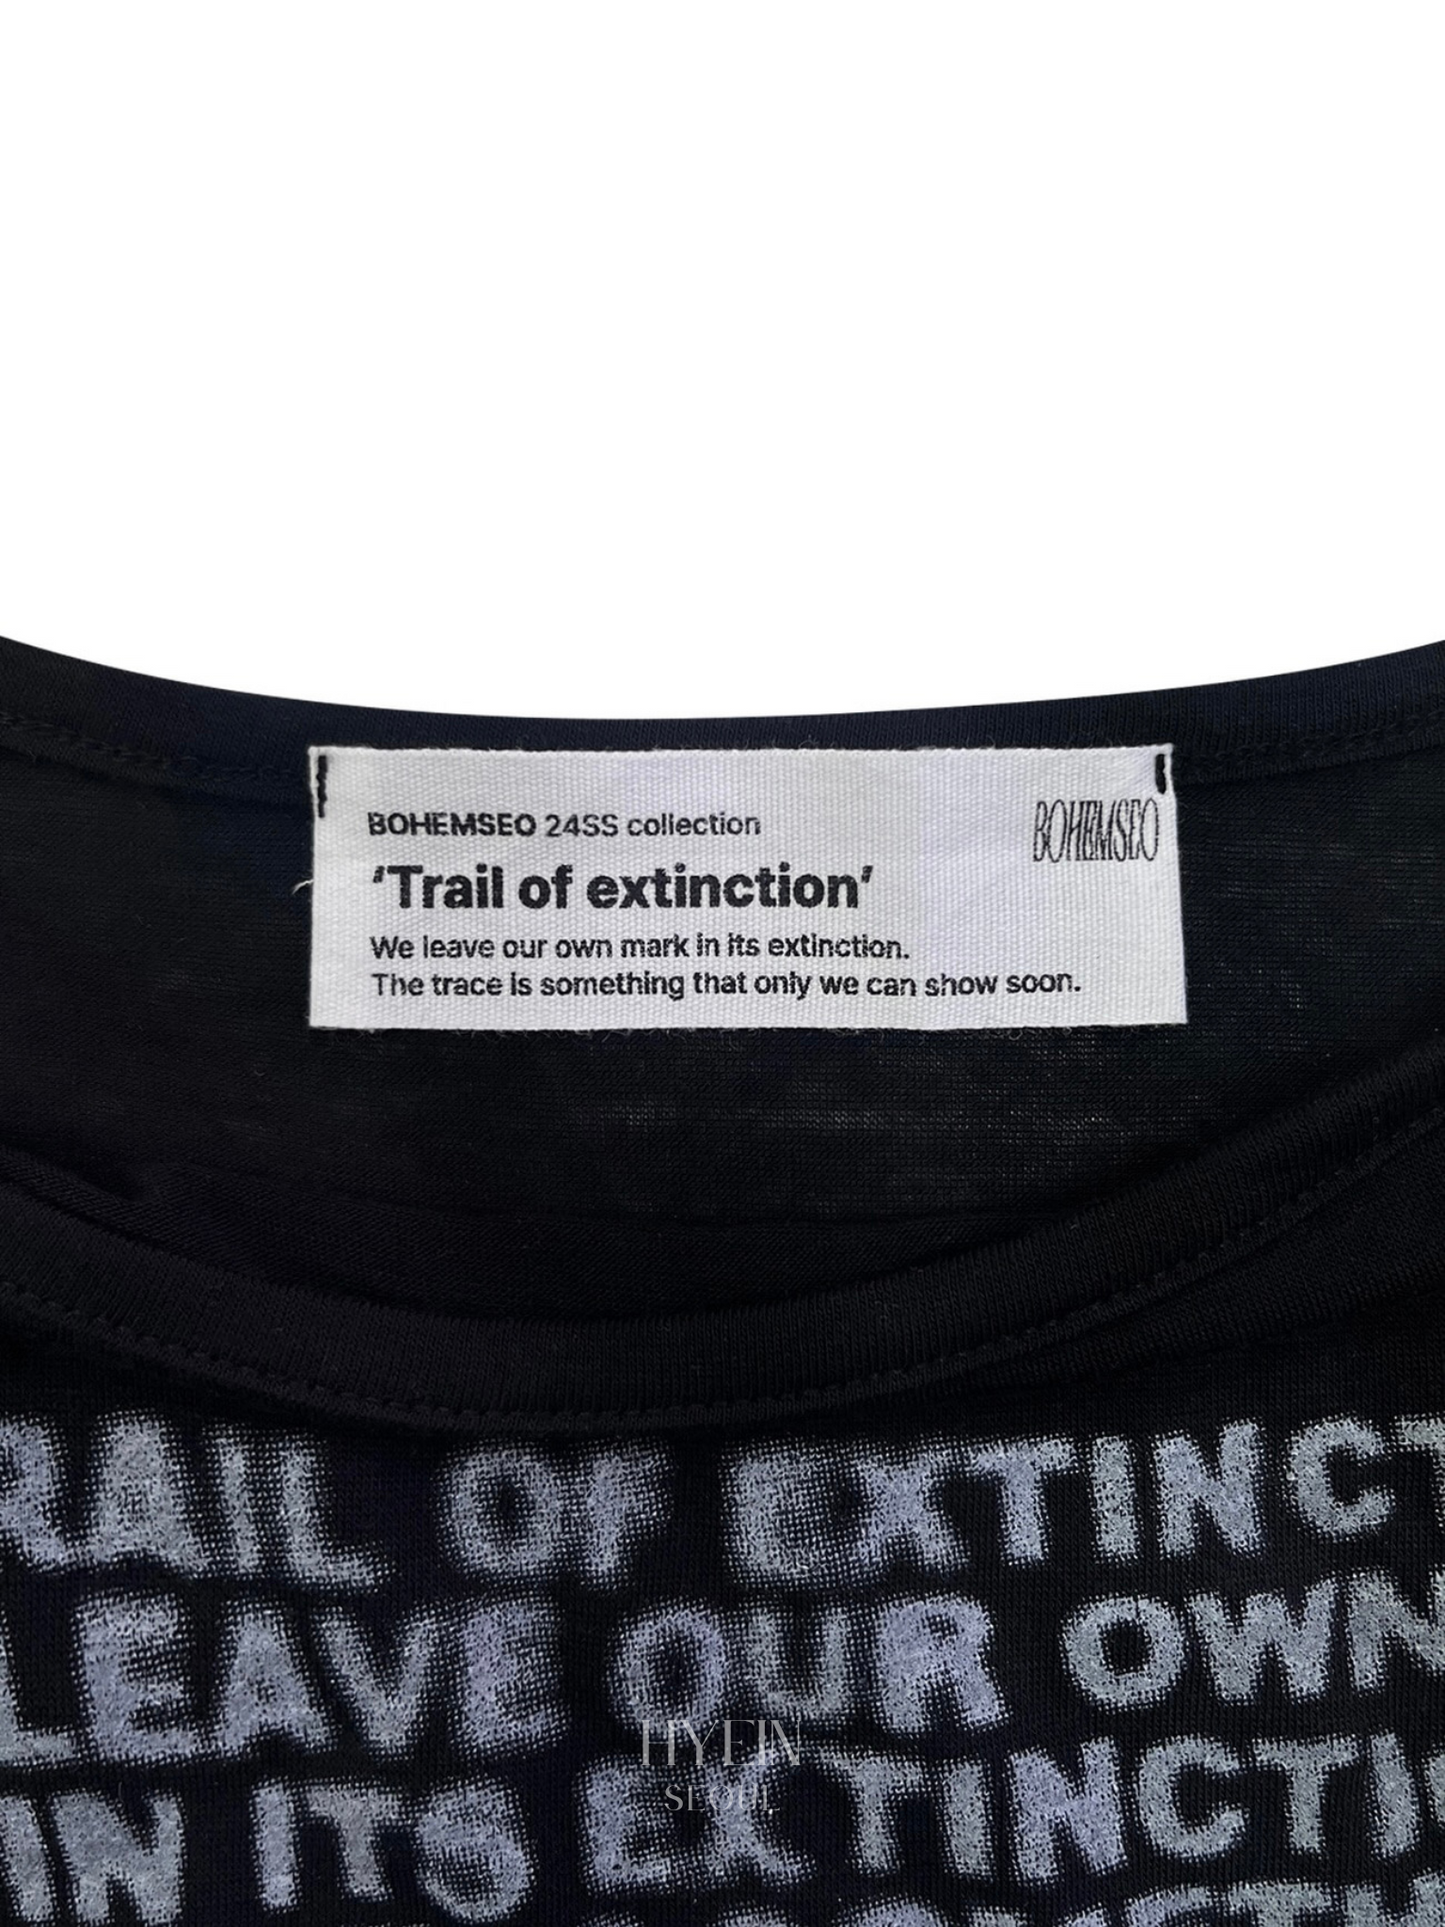 BOHEMSEO 24SS collection
BOHEMSEO
‘Trail of extinction’
We leave our own mark in its extinction.
The trace is something that only we can show soon.
RAIL OF EXTINCT
LEAVE OUR OWN
IN ITS EXTINCTI
HYEIN
SEOUL